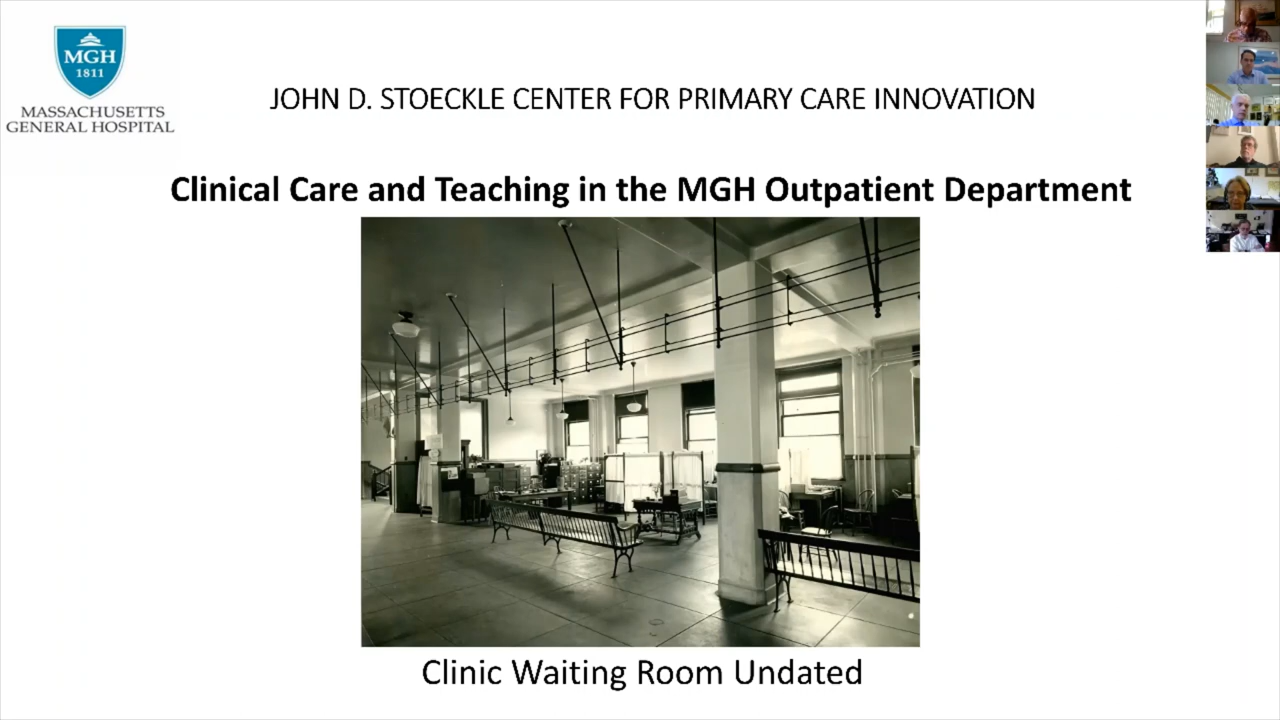 MGH
1811
MASSACHUSETTS
GENERAL HOSPITAL
JOHN D. STOECKLE CENTER FOR PRIMARY CARE INNOVATION
Clinical Care and Teaching in the MGH Outpatient Department
Clinic Waiting Room Undated